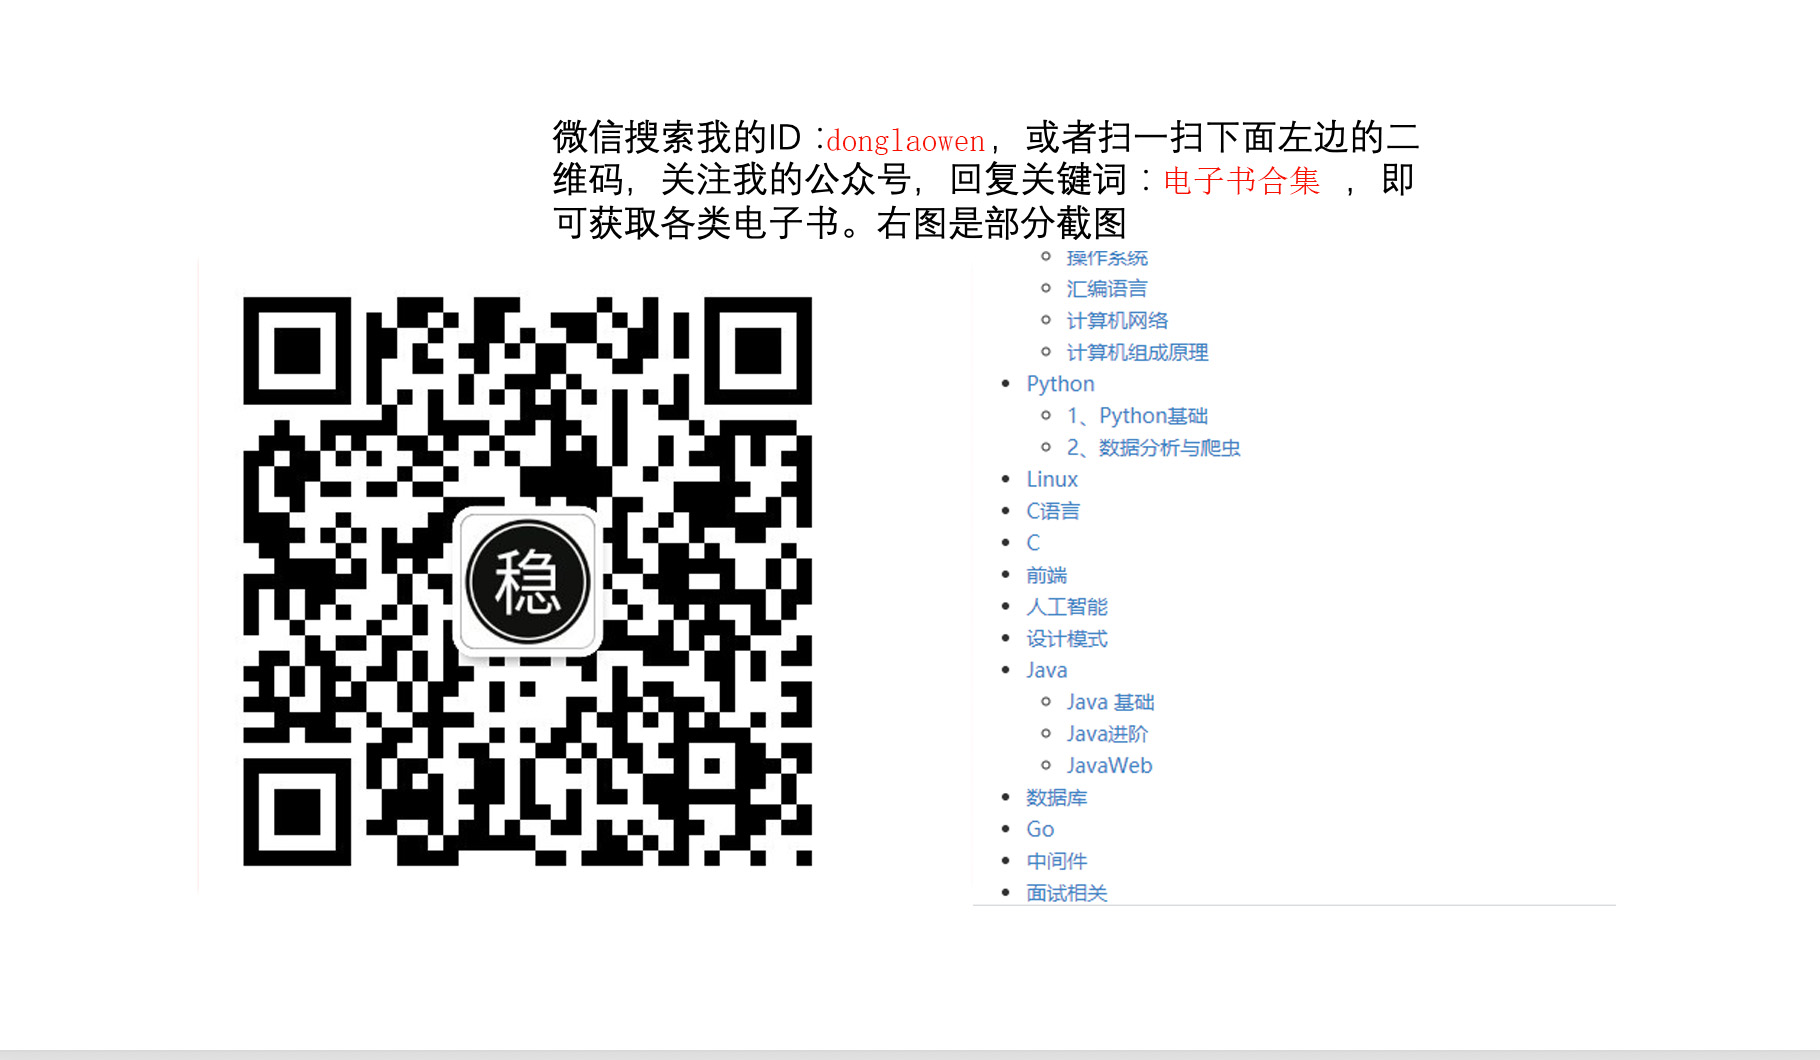 微信搜索我的ID：donglaowen，或者扫一扫下面左边的二
维码，关注我的公众号，回复关键词：电子书合集 ，即
可获取各类电子书。右图是部分截图
稳
操作系统
汇编语言
计算机网络
计算机组成原理
Python
1、Python基础
2、数据分析与爬虫
Linux
C语言
C
前端
人工智能
设计模式
Java
Java 基础
Java进阶
JavaWeb
数据库
Go
中间件
面试相关